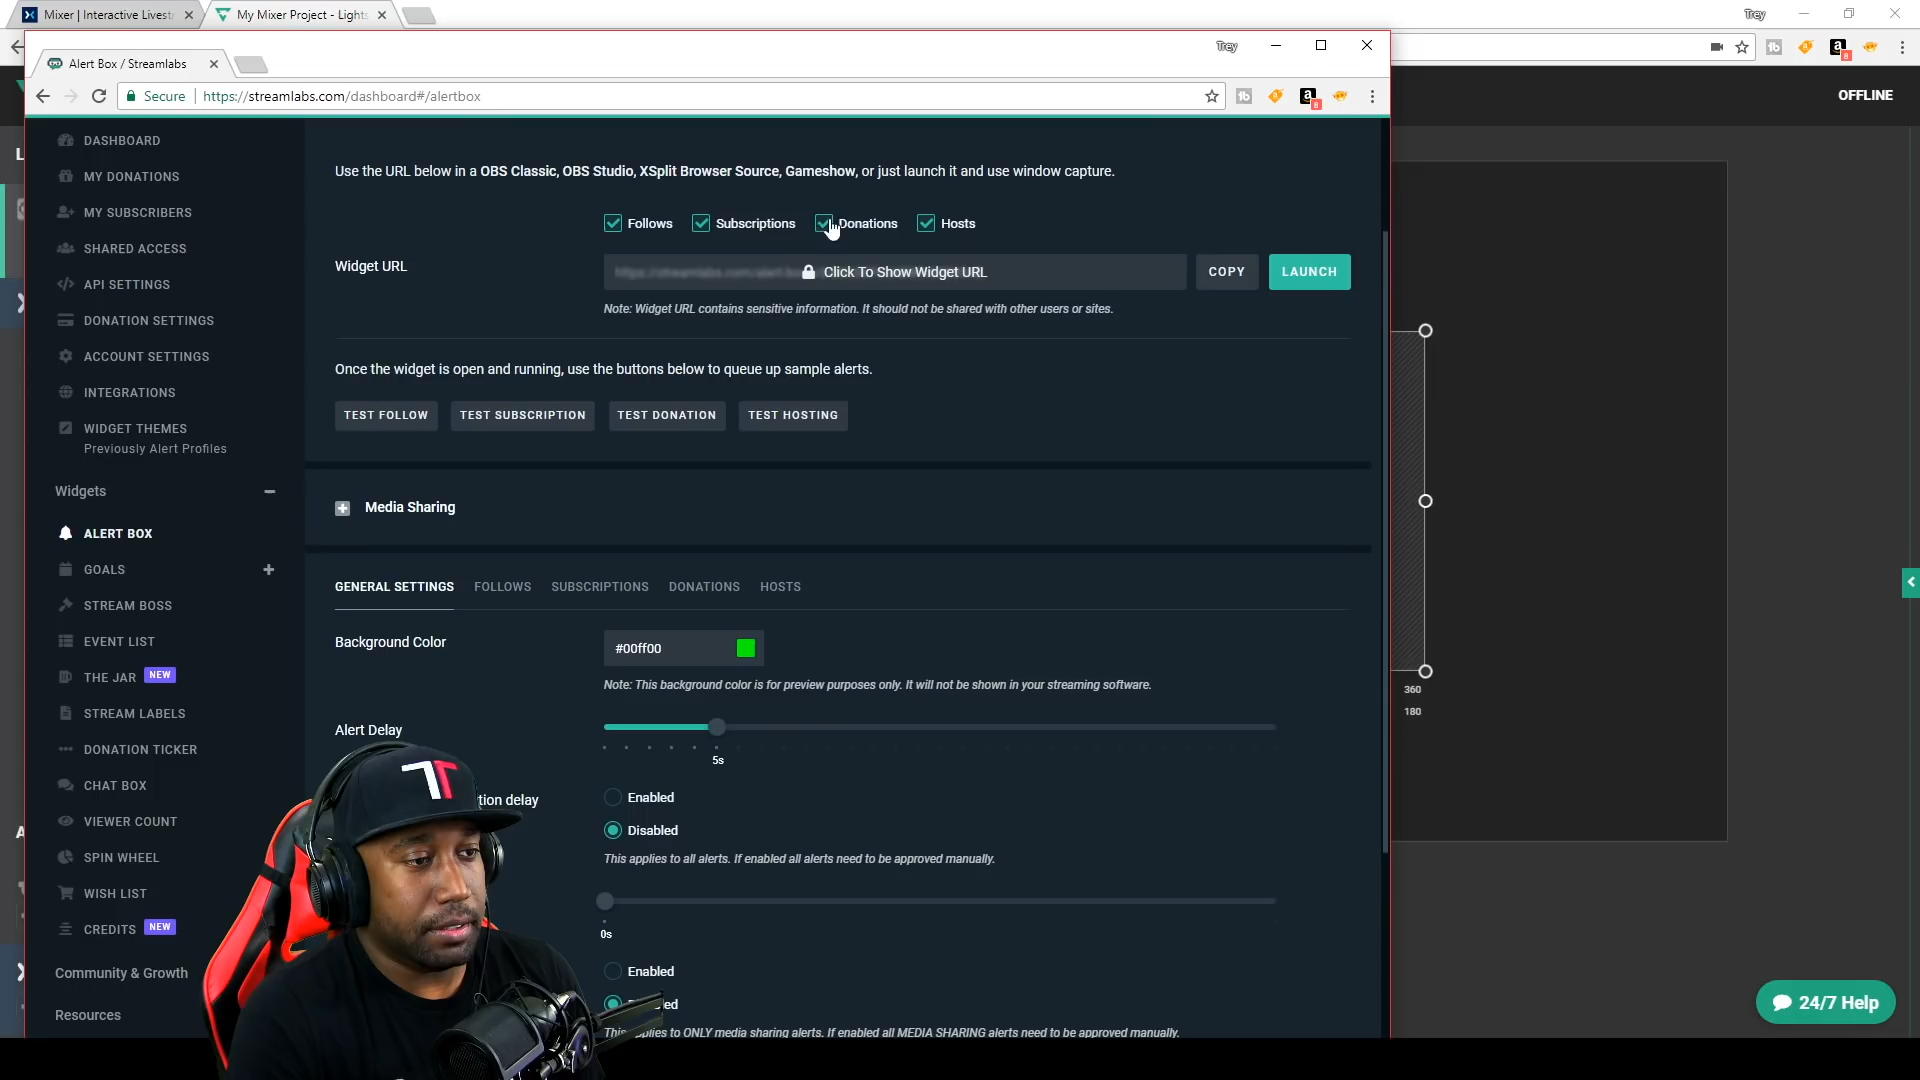 Mixer | Interactive Livestr
My Mixer Project - Lights
Trey
Trey
Alert Box / Streamlabs
Secure
https://streamlabs.com/dashboard#/alertbox
OFFLINE
DASHBOARD
MY DONATIONS
MY SUBSCRIBERS
SHARED ACCESS
API SETTINGS
DONATION SETTINGS
ACCOUNT SETTINGS
INTEGRATIONS
WIDGET THEMES
Previously Alert Profiles
Widgets
ALERT BOX
GOALS
STREAM BOSS
EVENT LIST
THE JAR NEW
STREAM LABELS
DONATION TICKER
CHAT BOX
VIEWER COUNT
SPIN WHEEL
WISH LIST
CREDITS NEW
Community & Growth
Resources
Use the URL below in a OBS Classic, OBS Studio, XSplit Browser Source, Gameshow, or just launch it and use window capture.
Follows Subscriptions Donations Hosts
Widget URL
Click To Show Widget URL
COPY
LAUNCH
Note: Widget URL contains sensitive information. It should not be shared with other users or sites.
Once the widget is open and running, use the buttons below to queue up sample alerts.
TEST FOLLOW TEST SUBSCRIPTION TEST DONATION TEST HOSTING
Media Sharing
GENERAL SETTINGS FOLLOWS SUBSCRIPTIONS DONATIONS HOSTS
Background Color
#00ff00
Note: This background color is for preview purposes only. It will not be shown in your streaming software.
Alert Delay
5s
tion delay
Enabled
Disabled
This applies to all alerts. If enabled all alerts need to be approved manually.
0s
Enabled
This applies to ONLY media sharing alerts. If enabled all MEDIA SHARING alerts need to be approved manually.
360
180
24/7 Help